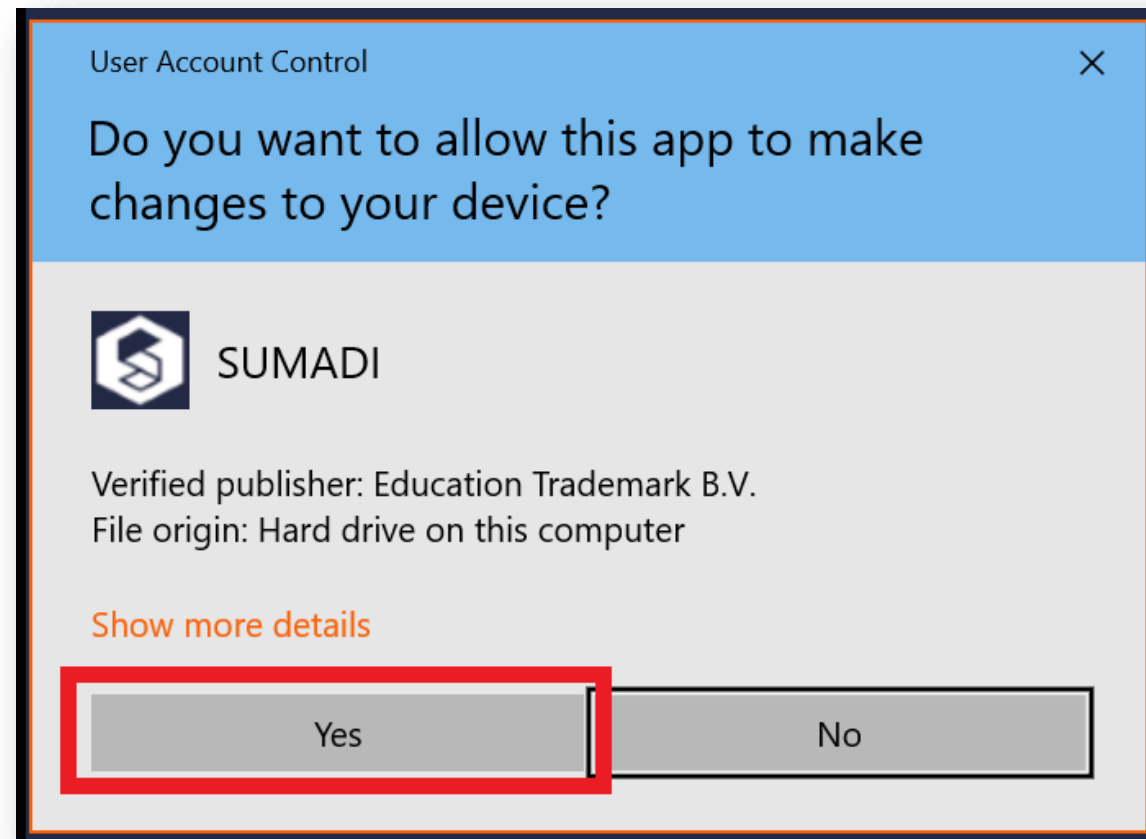 User Account Control
Do you want to allow this app to make
changes to your device?
SUMADI
Verified publisher: Education Trademark B.V.
File origin: Hard drive on this computer
Show more details
Yes
No